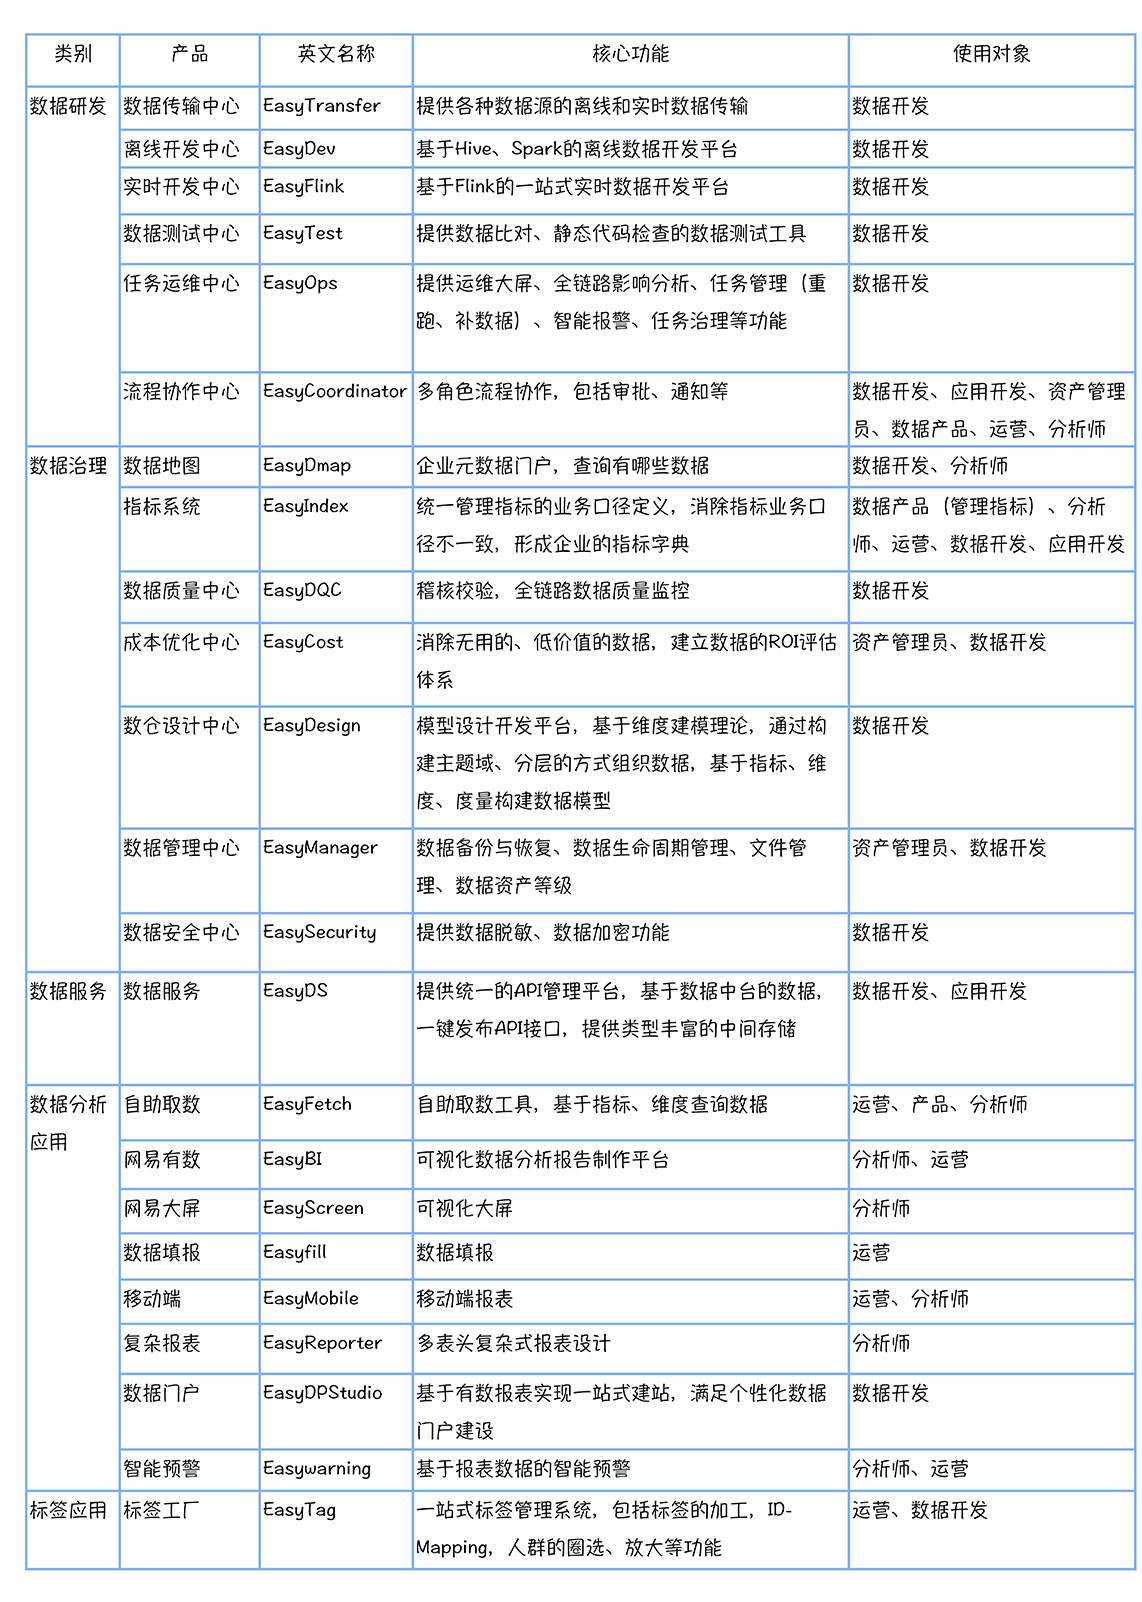 类别 产品 英文名称 核心功能 使用对象
数据研发 数据传输中心 EasyTransfer 提供各种数据源的离线和实时数据传输 数据开发
离线开发中心 EasyDev 基于Hive、Spark的离线数据开发平台 数据开发
实时开发中心 EasyFlink 基于Flink的一站式实时数据开发平台 数据开发
数据测试中心 EasyTest 提供数据比对、静态代码检查的数据测试工具 数据开发
任务运维中心 EasyOps 提供运维大屏、全链路影响分析、任务管理（重 数据开发
跑、补数据）、智能报警、任务治理等功能
流程协作中心 EasyCoordinator 多角色流程协作，包括审批、通知等 数据开发、应用开发、资产管理
员、数据产品、运营、分析师
数据治理 数据地图 EasyDmap 企业元数据门户，查询有哪些数据 数据开发、分析师
指标系统 EasyIndex 统一管理指标的业务口径定义，消除指标业务口 数据产品（管理指标）、分析
径不一致，形成企业的指标字典 师、运营、数据开发、应用开发
数据质量中心 EasyDQC 稽核校验，全链路数据质量监控 数据开发
成本优化中心 EasyCost 消除无用的、低价值的数据，建立数据的ROI评估 资产管理员、数据开发
体系
数仓设计中心 EasyDesign 模型设计开发平台，基于维度建模理论，通过构 数据开发
建主题域、分层的方式组织数据，基于指标、维
度、度量构建数据模型
数据管理中心 EasyManager 数据备份与恢复、数据生命周期管理、文件管 资产管理员、数据开发
理、数据资产等级
数据安全中心 EasySecurity 提供数据脱敏、数据加密功能 数据开发
数据服务 数据服务 EasyDS 提供统一的API管理平台，基于数据中台的数据， 数据开发、应用开发
一键发布API接口，提供类型丰富的中间存储
数据分析 自助取数 EasyFetch 自助取数工具，基于指标、维度查询数据 运营、产品、分析师
应用
网易有数 EasyBI 可视化数据分析报告制作平台 分析师、运营
网易大屏 EasyScreen 可视化大屏 分析师
数据填报 Easyfill 数据填报 运营
移动端 EasyMobile 移动端报表 运营、分析师
复杂报表 EasyReporter 多表头复杂式报表设计 分析师
数据门户 EasyDPStudio 基于有数报表实现一站式建站，满足个性化数据 数据开发
门户建设
智能预警 Easywarning 基于报表数据的智能预警 分析师、运营
标签应用 标签工厂 EasyTag 一站式标签管理系统，包括标签的加工，ID- 运营、数据开发
Mapping，人群的圈选、放大等功能